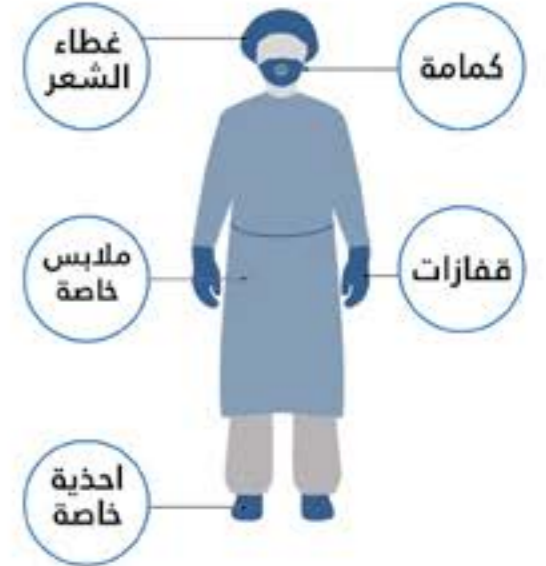 كمامة
غطاء
الشعر
قفازات
ملابس
خاصة
احذية
خاصة